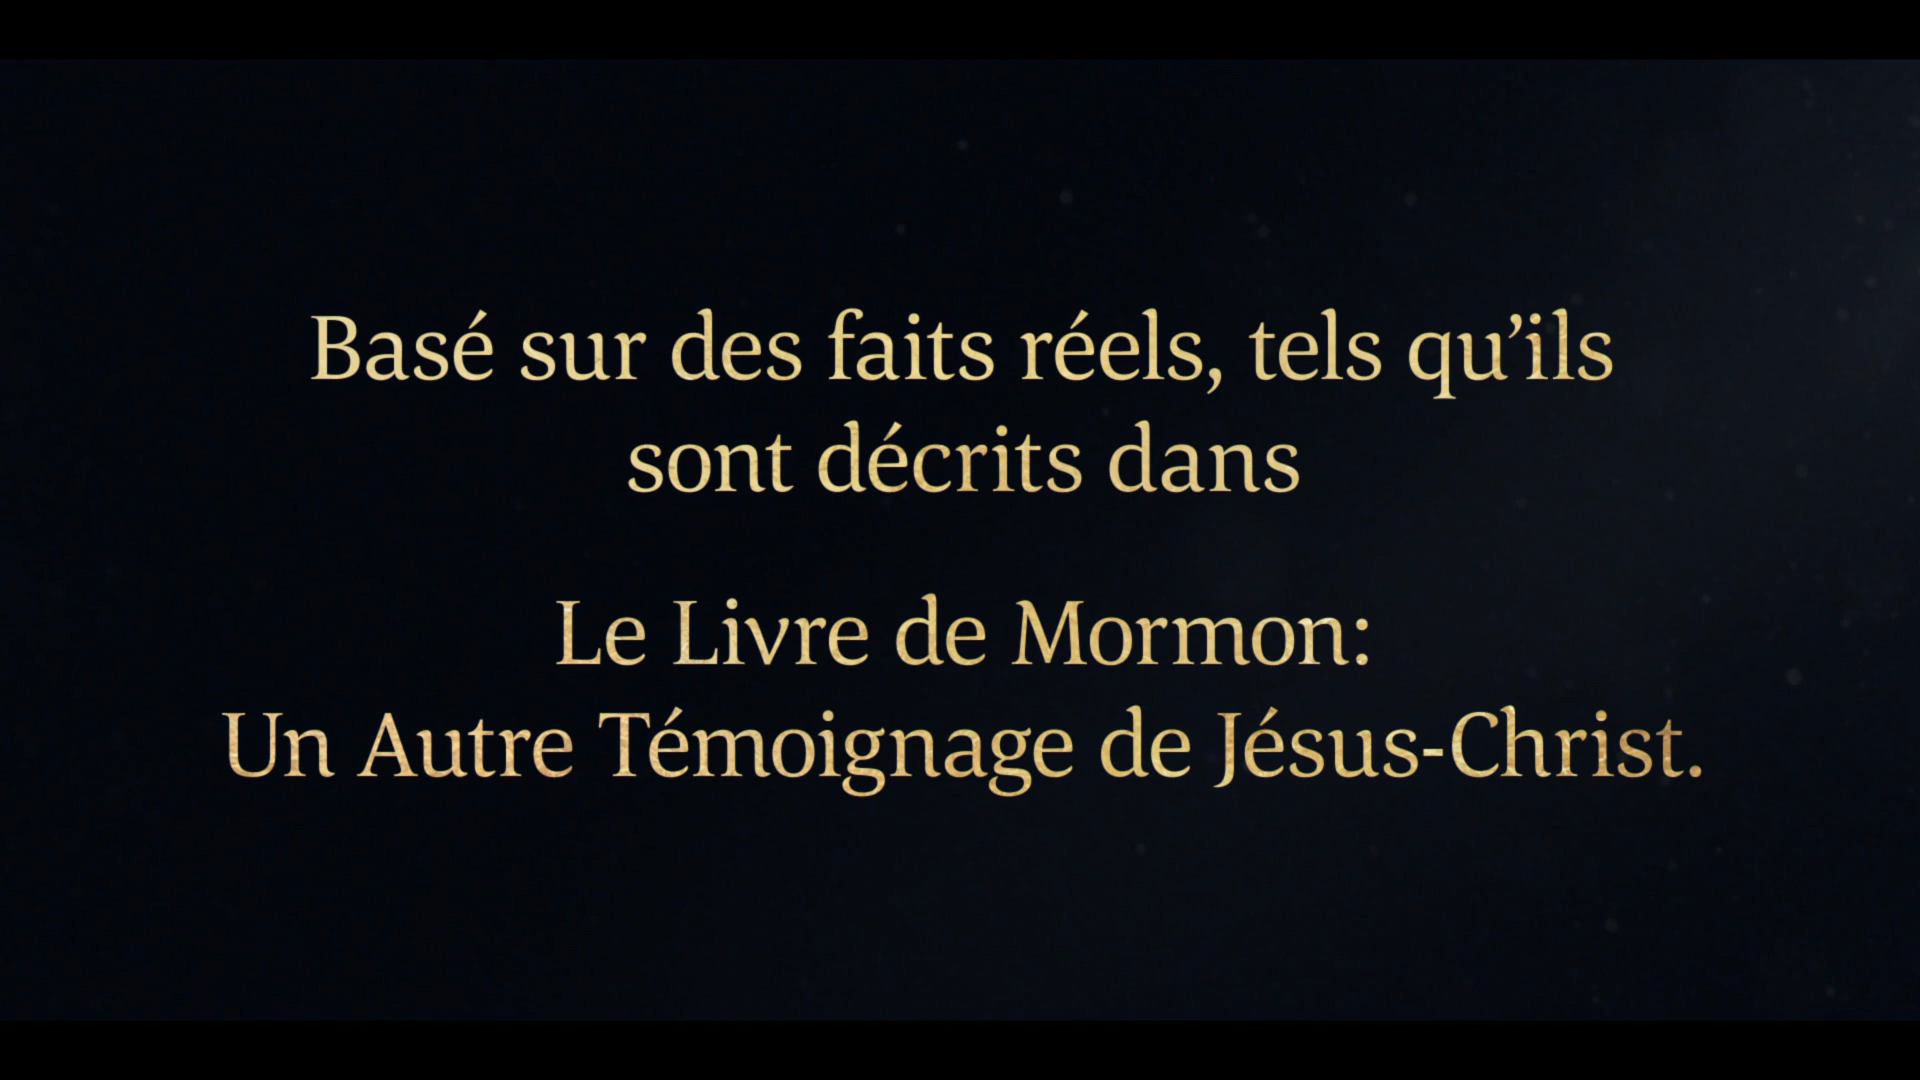 Basé sur des faits réels, tels qu’ils
sont décrits dans
Le Livre de Mormon:
Un Autre Témoignage de Jésus-Christ.